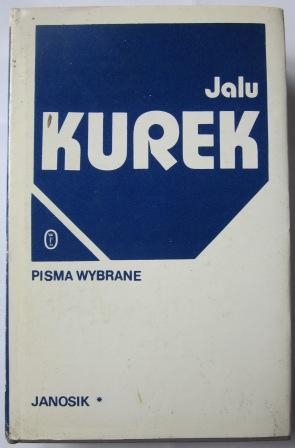 Jalu
KUREK
PISMA WYBRANE
JANOSIK *